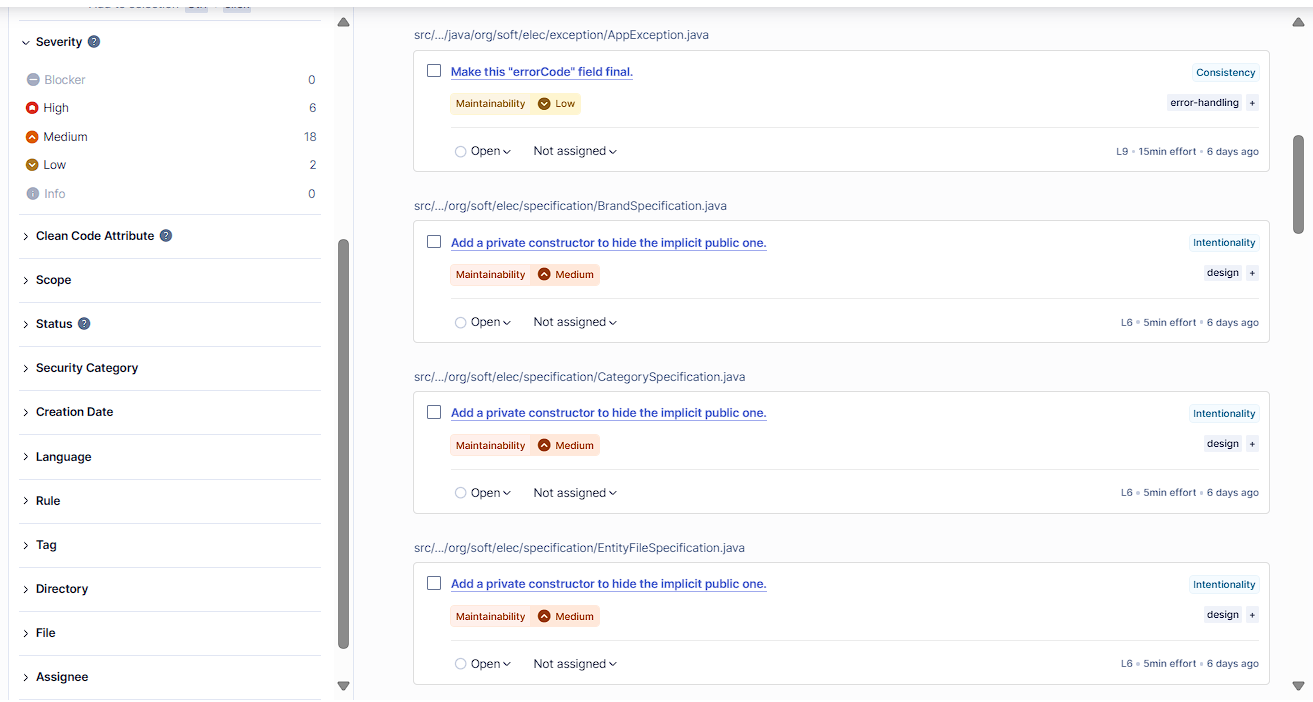 Severity
Blocker 0
High 6
Medium 18
Low 2
Info 0
Clean Code Attribute
Scope
Status
Security Category
Creation Date
Language
Rule
Tag
Directory
File
Assignee
src/.../java/org/soft/elec/exception/AppException.java
Make this "errorCode" field final. Consistency
Maintainability Low error-handling +
Open Not assigned L9 • 15min effort • 6 days ago
src/.../org/soft/elec/specification/BrandSpecification.java
Add a private constructor to hide the implicit public one. Intentionality
Maintainability Medium design +
Open Not assigned L6 • 5min effort • 6 days ago
src/.../org/soft/elec/specification/CategorySpecification.java
Add a private constructor to hide the implicit public one. Intentionality
Maintainability Medium design +
Open Not assigned L6 • 5min effort • 6 days ago
src/.../org/soft/elec/specification/EntityFileSpecification.java
Add a private constructor to hide the implicit public one. Intentionality
Maintainability Medium design +
Open Not assigned L6 • 5min effort • 6 days ago